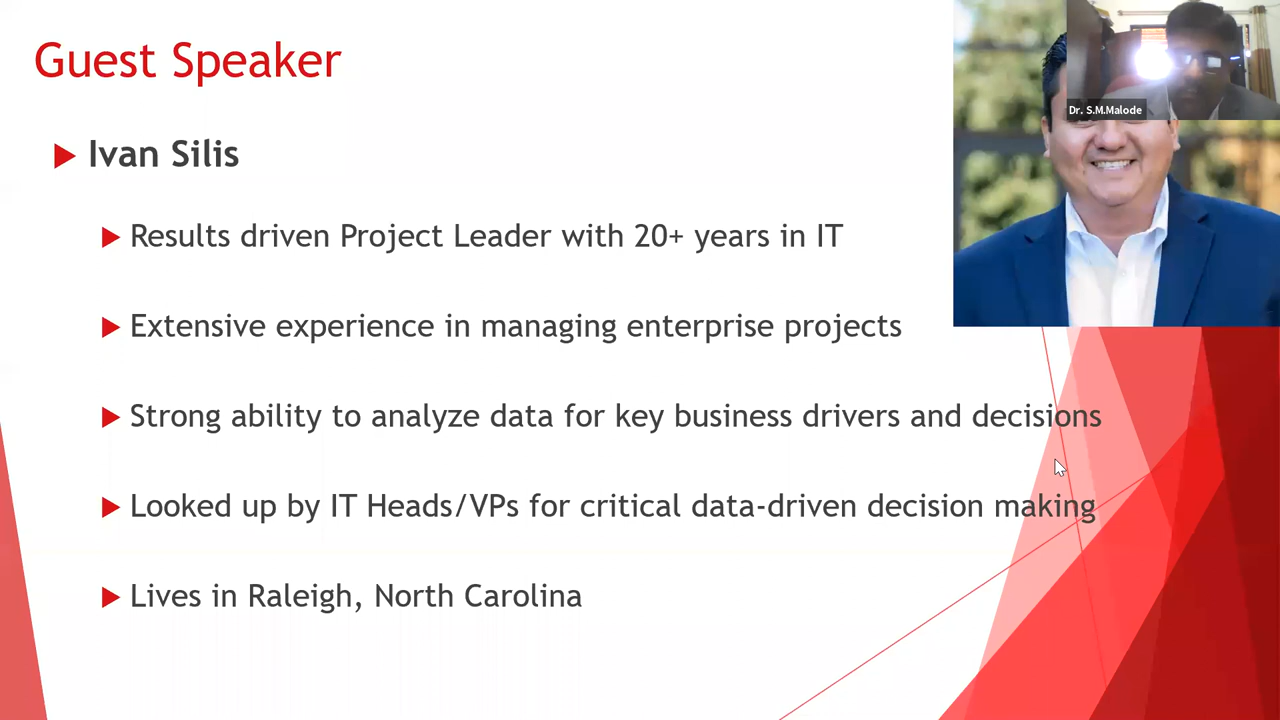 Guest Speaker
Ivan Silis
Results driven Project Leader with 20+ years in IT
Extensive experience in managing enterprise projects
Strong ability to analyze data for key business drivers and decisions
Looked up by IT Heads/VPs for critical data-driven decision making
Lives in Raleigh, North Carolina
Dr. S.M.Malode